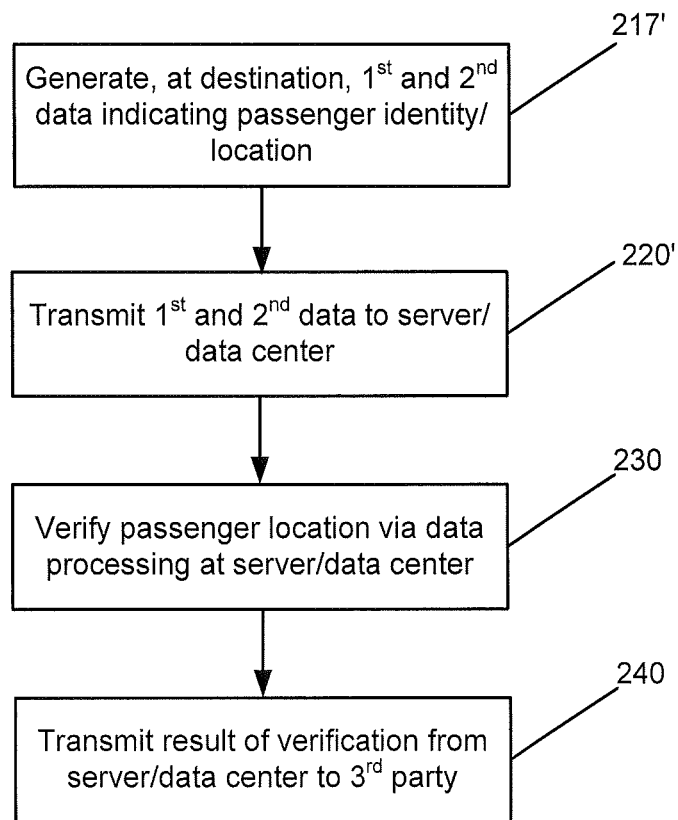 217'
Generate, at destination, 1st and 2nd
data indicating passenger identity/
location
220'
Transmit 1st and 2nd data to server/
data center
230
Verify passenger location via data
processing at server/data center
240
Transmit result of verification from
server/data center to 3rd party